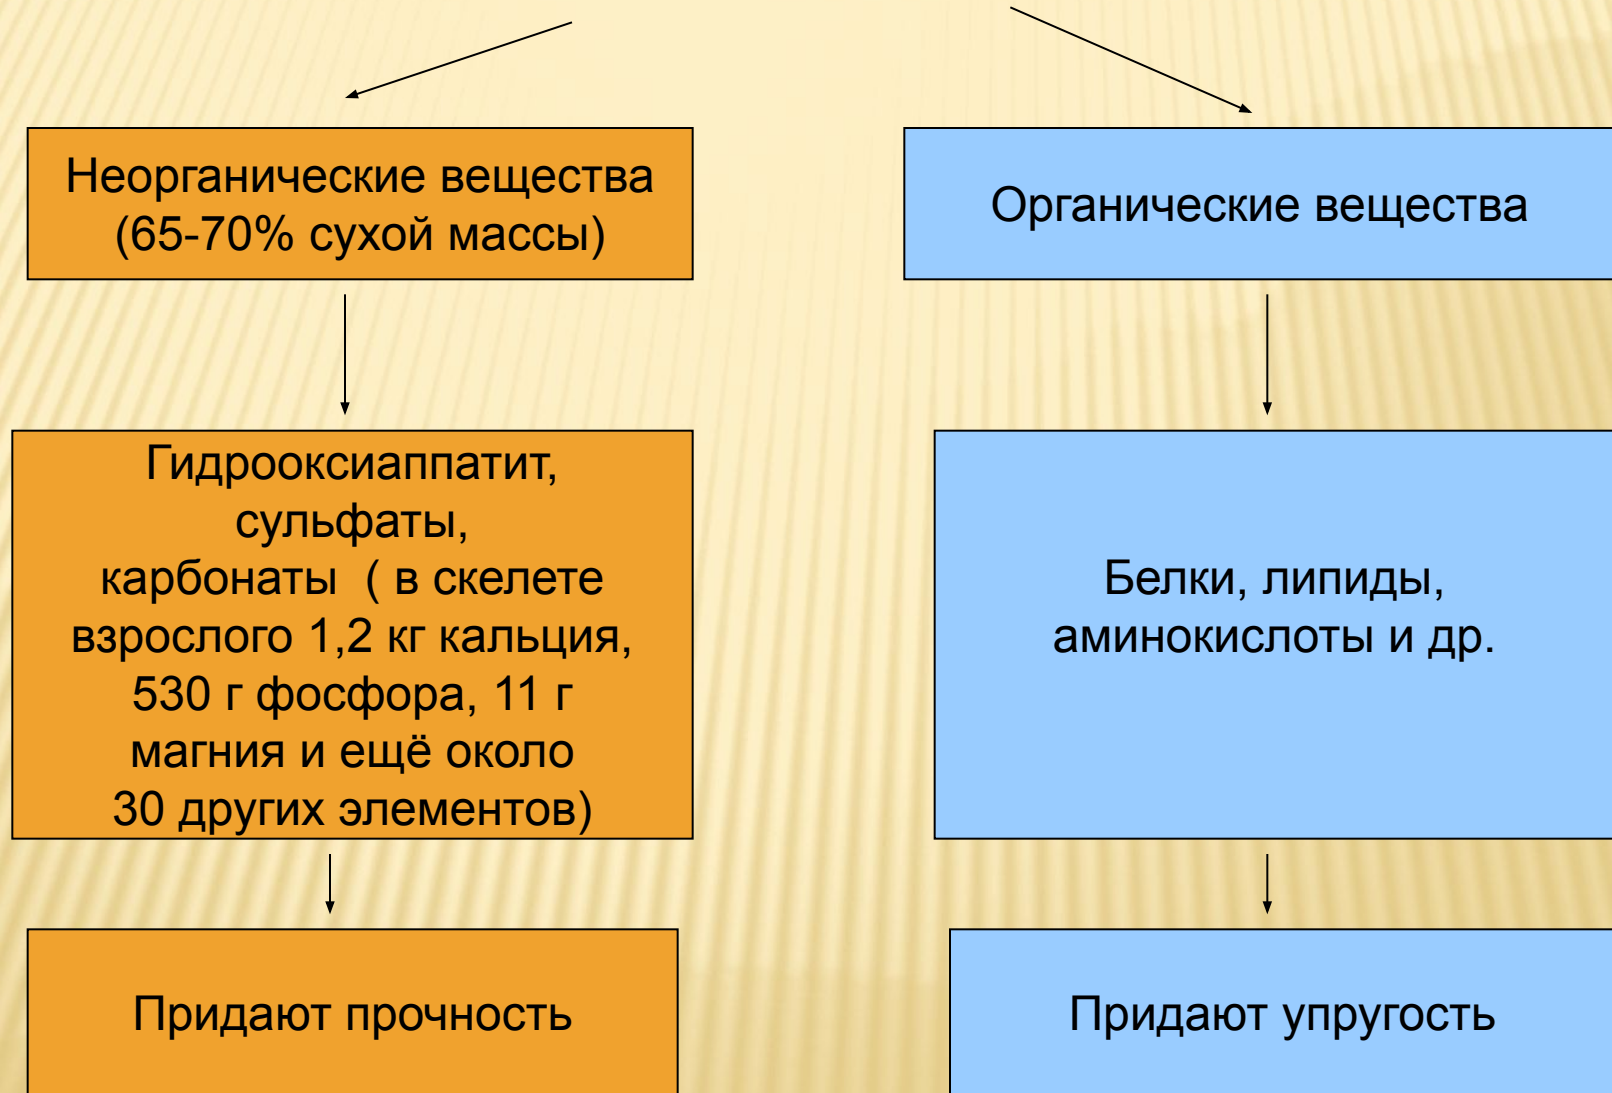 Неорганические вещества
(65-70% сухой массы)
Органические вещества
Гидрооксиаппатит,
сульфаты,
карбонаты ( в скелете
взрослого 1,2 кг кальция,
530 г фосфора, 11 г
магния и ещё около
30 других элементов)
Белки, липиды,
аминокислоты и др.
Придают прочность
Придают упругость